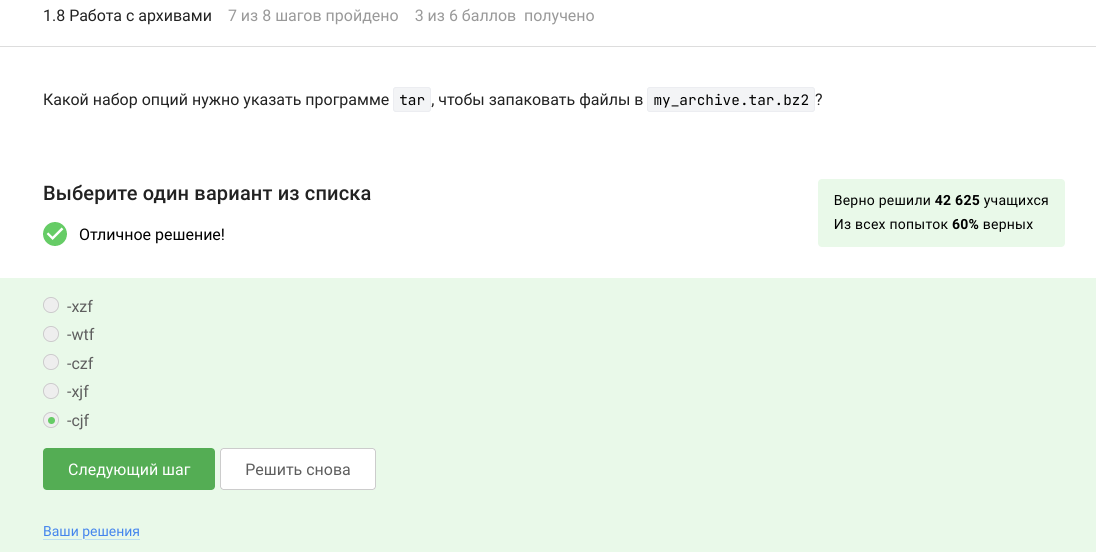 1.8 Работа с архивами 7 из 8 шагов пройдено 3 из 6 баллов получено
Какой набор опций нужно указать программе tar, чтобы запаковать файлы в my_archive.tar.bz2?
Выберите один вариант из списка
Отличное решение!
Верно решили 42 625 учащихся
Из всех попыток 60% верных
-xzf
-wtf
-czf
-xjf
-cjf
Следующий шаг Решить снова
Ваши решения